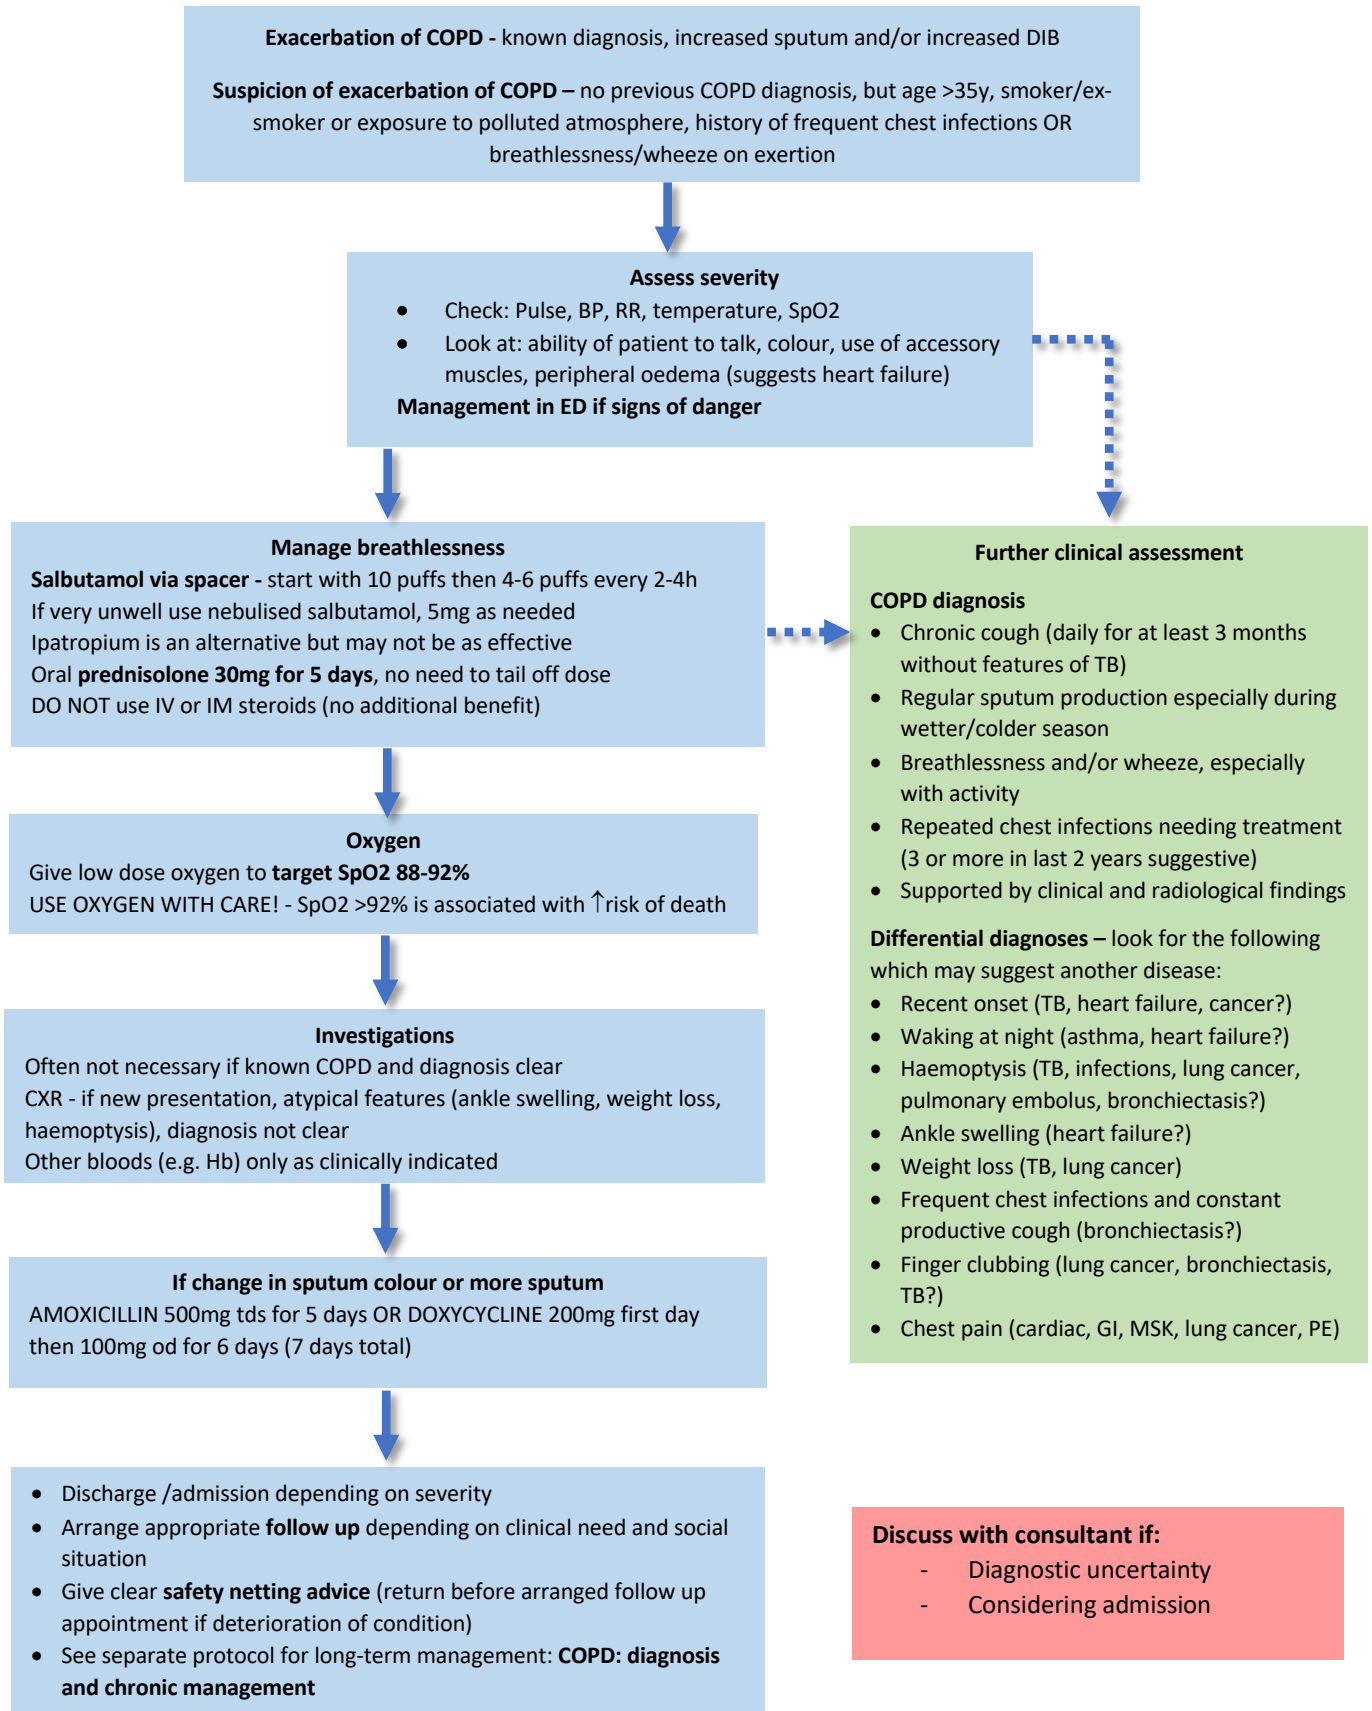 Exacerbation of COPD - known diagnosis, increased sputum and/or increased DIB
Suspicion of exacerbation of COPD – no previous COPD diagnosis, but age >35y, smoker/ex-
smoker or exposure to polluted atmosphere, history of frequent chest infections OR
breathlessness/wheeze on exertion
Assess severity
• Check: Pulse, BP, RR, temperature, SpO2
• Look at: ability of patient to talk, colour, use of accessory
muscles, peripheral oedema (suggests heart failure)
Management in ED if signs of danger
Manage breathlessness
Salbutamol via spacer - start with 10 puffs then 4-6 puffs every 2-4h
If very unwell use nebulised salbutamol, 5mg as needed
Ipatropium is an alternative but may not be as effective
Oral prednisolone 30mg for 5 days, no need to tail off dose
DO NOT use IV or IM steroids (no additional benefit)
Oxygen
Give low dose oxygen to target SpO2 88-92%
USE OXYGEN WITH CARE! - SpO2 >92% is associated with ↑risk of death
Investigations
Often not necessary if known COPD and diagnosis clear
CXR - if new presentation, atypical features (ankle swelling, weight loss,
haemoptysis), diagnosis not clear
Other bloods (e.g. Hb) only as clinically indicated
If change in sputum colour or more sputum
AMOXICILLIN 500mg tds for 5 days OR DOXYCYCLINE 200mg first day
then 100mg od for 6 days (7 days total)
• Discharge /admission depending on severity
• Arrange appropriate follow up depending on clinical need and social
situation
• Give clear safety netting advice (return before arranged follow up
appointment if deterioration of condition)
• See separate protocol for long-term management: COPD: diagnosis
and chronic management
Further clinical assessment
COPD diagnosis
• Chronic cough (daily for at least 3 months
without features of TB)
• Regular sputum production especially during
wetter/colder season
• Breathlessness and/or wheeze, especially
with activity
• Repeated chest infections needing treatment
(3 or more in last 2 years suggestive)
• Supported by clinical and radiological findings
Differential diagnoses – look for the following
which may suggest another disease:
• Recent onset (TB, heart failure, cancer?)
• Waking at night (asthma, heart failure?)
• Haemoptysis (TB, infections, lung cancer,
pulmonary embolus, bronchiectasis?)
• Ankle swelling (heart failure?)
• Weight loss (TB, lung cancer)
• Frequent chest infections and constant
productive cough (bronchiectasis?)
• Finger clubbing (lung cancer, bronchiectasis,
TB?)
• Chest pain (cardiac, GI, MSK, lung cancer, PE)
Discuss with consultant if:
- Diagnostic uncertainty
- Considering admission